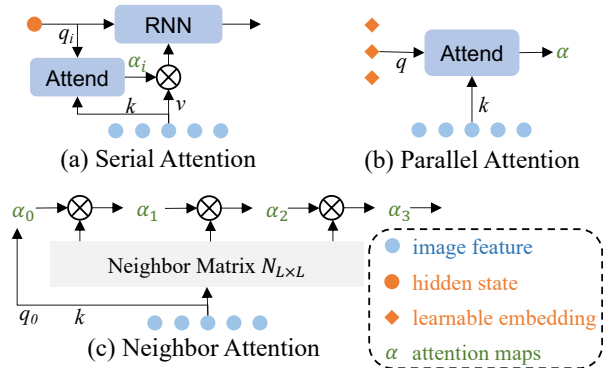 RNN
q_i
Attend
α_i
k
v
(a) Serial Attention
q
Attend
α
k
(b) Parallel Attention
α_0
α_1
α_2
α_3
Neighbor Matrix N_{L×L}
q_0
k
(c) Neighbor Attention
image feature
hidden state
learnable embedding
α attention maps